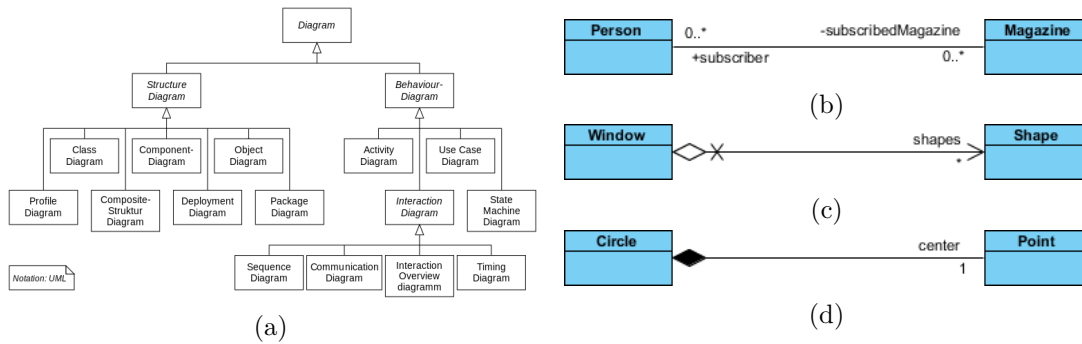 Diagram
Structure
Diagram
Behaviour-
Diagram
Class
Diagram
Component-
Diagram
Object
Diagram
Activity
Diagram
Use Case
Diagram
Profile
Diagram
Composite-
Struktur
Diagram
Deployment
Diagram
Package
Diagram
Interaction
Diagram
State
Machine
Diagram
Sequence
Diagram
Communication
Diagram
Interaction
Overview
diagramm
Timing
Diagram
Notation: UML
(a)
Person
0..*
+subscriber
-subscribedMagazine
0..*
Magazine
(b)
Window
shapes
*
Shape
(c)
Circle
center
1
Point
(d)